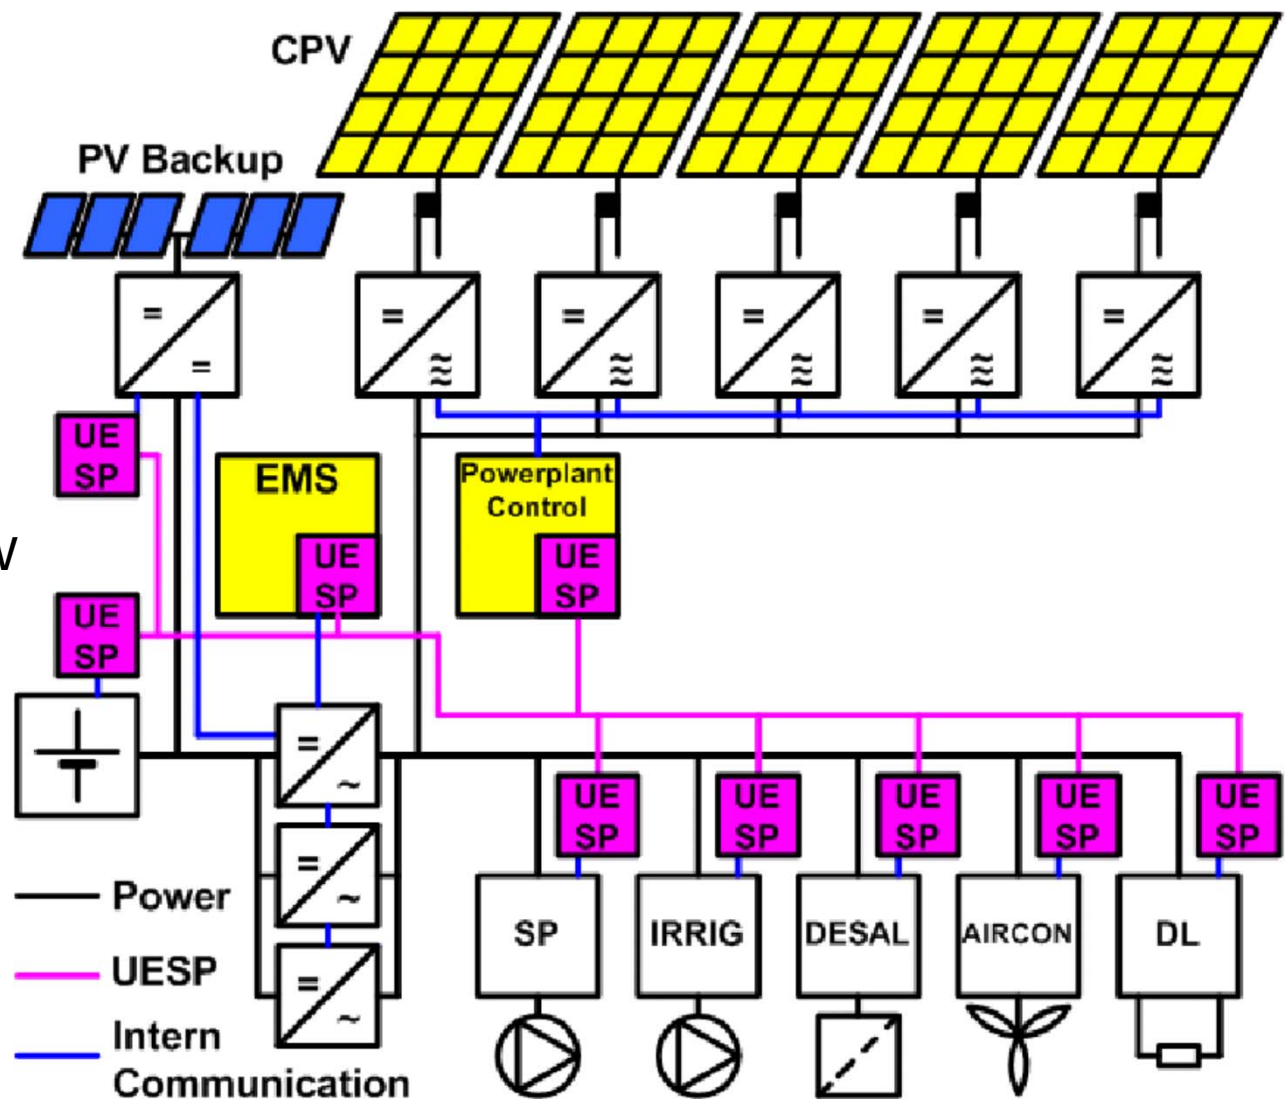 CPV
PV Backup
=
=
=
≈
=
≈
=
≈
=
≈
=
≈
UE
SP
EMS
UE
SP
Powerplant
Control
UE
SP
W
UE
SP
=
~
=
~
=
~
UE
SP
UE
SP
UE
SP
UE
SP
UE
SP
SP
IRRIG
DESAL
AIRCON
DL
Power
UESP
Intern
Communication